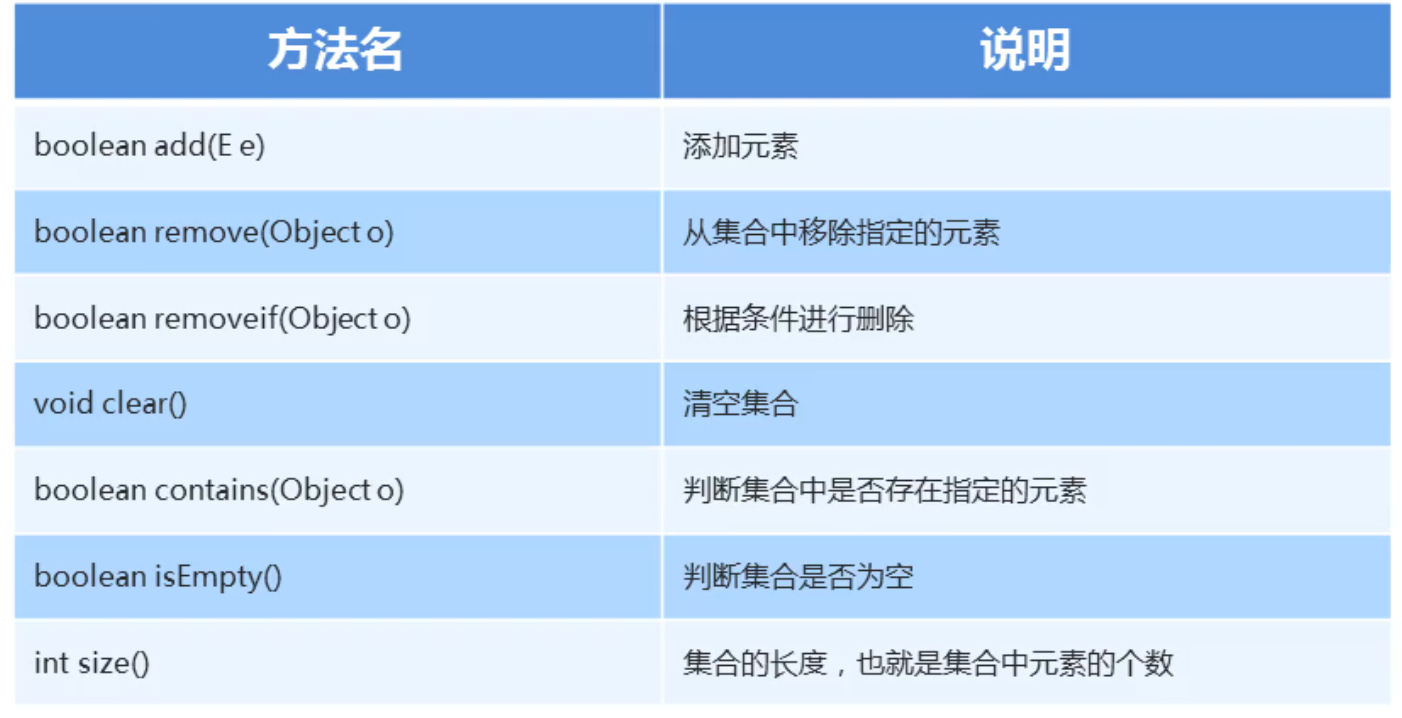 方法名 说明
boolean add(E e) 添加元素
boolean remove(Object o) 从集合中移除指定的元素
boolean removeif(Object o) 根据条件进行删除
void clear() 清空集合
boolean contains(Object o) 判断集合中是否存在指定的元素
boolean isEmpty() 判断集合是否为空
int size() 集合的长度，也就是集合中元素的个数